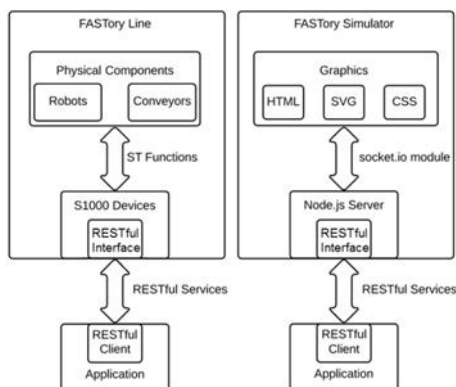 FASTory Line
Physical Components
Robots
Conveyors
ST Functions
S1000 Devices
RESTful
Interface
RESTful Services
RESTful
Client
Application
FASTory Simulator
Graphics
HTML
SVG
CSS
socket.io module
Node.js Server
RESTful
Interface
RESTful Services
RESTful
Client
Application